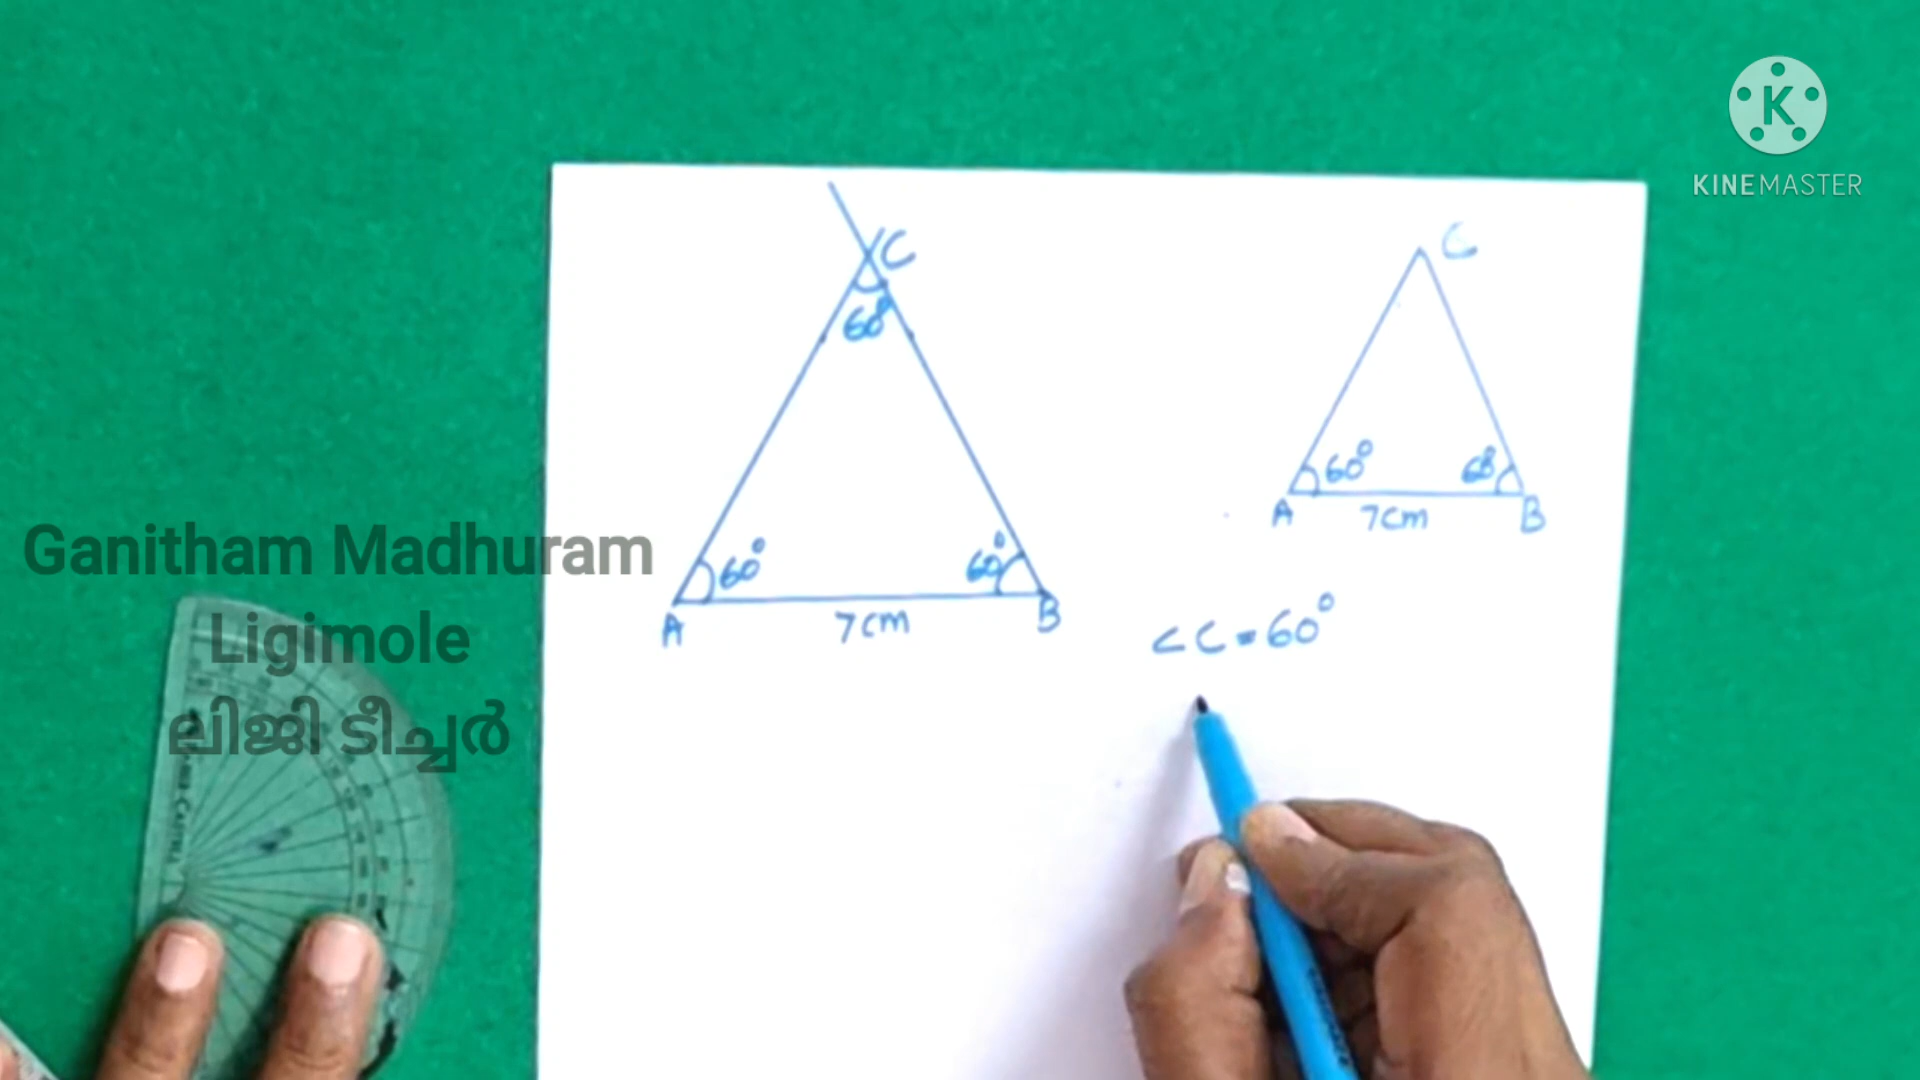 K
KINEMASTER
C
60°
60°
60°
A
7cm
B
C
60°
60°
A
7cm
B
∠C=60°
Ganitham Madhuram
Ligimole
ലിജി ടീച്ചർ